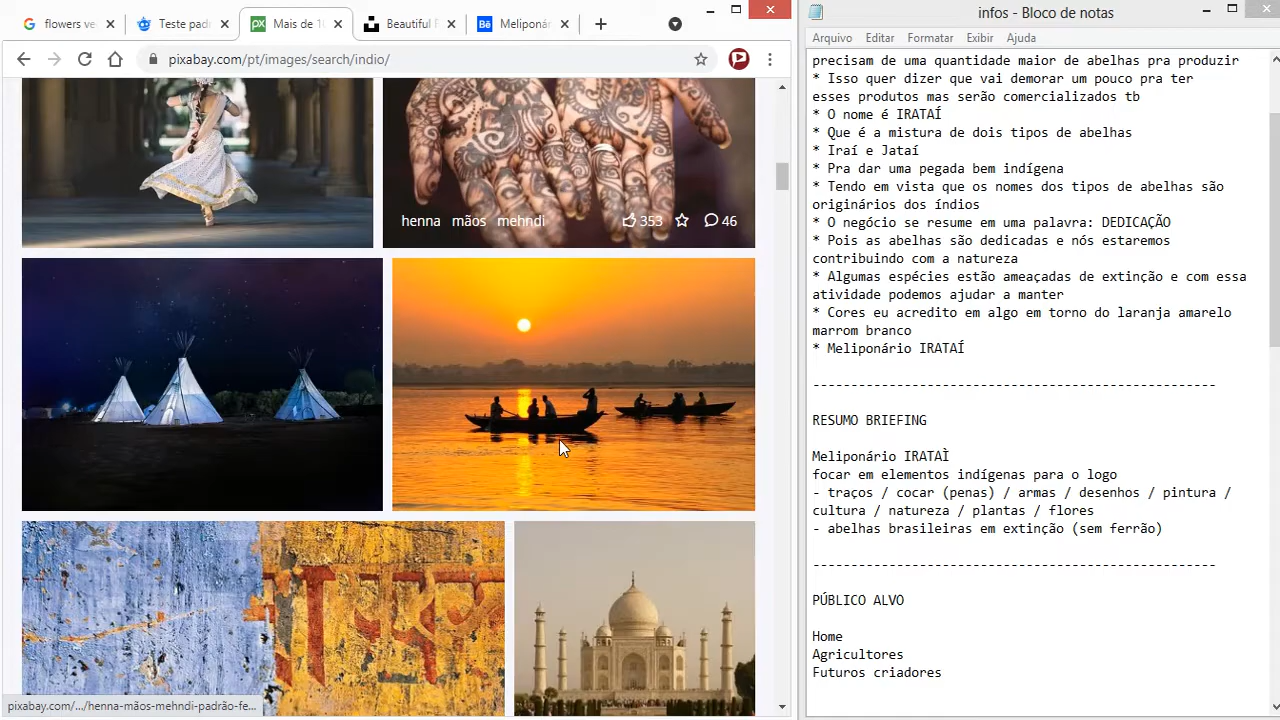 flowers ve
Teste pad
Mais de 10
Beautiful F
Meliponár
pixabay.com/pt/images/search/indio/
henna mãos mehndi 353 46
pixabay.com/.../henna-mãos-mehndi-padrão-fe...
infos - Bloco de notas
Arquivo Editar Formatar Exibir Ajuda
precisam de uma quantidade maior de abelhas pra produzir
* Isso quer dizer que vai demorar um pouco pra ter
esses produtos mas serão comercializados tb
* O nome é IRATAÍ
* Que é a mistura de dois tipos de abelhas
* Iraí e Jataí
* Pra dar uma pegada bem indígena
* Tendo em vista que os nomes dos tipos de abelhas são
originários dos índios
* O negócio se resume em uma palavra: DEDICAÇÃO
* Pois as abelhas são dedicadas e nós estaremos
contribuindo com a natureza
* Algumas espécies estão ameaçadas de extinção e com essa
atividade podemos ajudar a manter
* Cores eu acredito em algo em torno do laranja amarelo
marrom branco
* Meliponário IRATAÍ
----------------------------------------------------
RESUMO BRIEFING
Meliponário IRATAÌ
focar em elementos indígenas para o logo
- traços / cocar (penas) / armas / desenhos / pintura /
cultura / natureza / plantas / flores
- abelhas brasileiras em extinção (sem ferrão)
----------------------------------------------------
PÚBLICO ALVO
Home
Agricultores
Futuros criadores